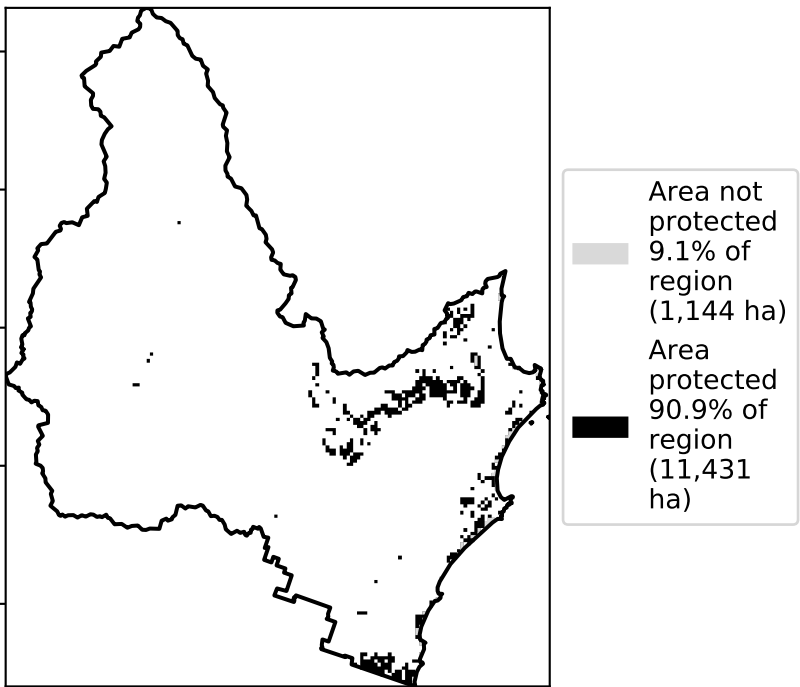 Area not
protected
9.1% of
region
(1,144 ha)
Area
protected
90.9% of
region
(11,431
ha)